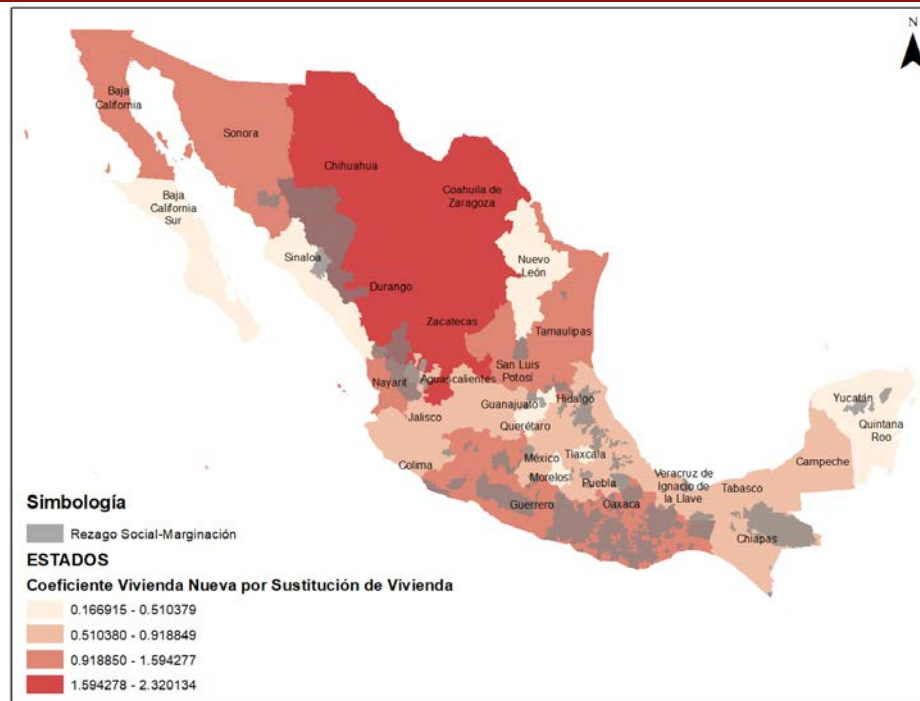 N
Baja
California
Sonora
Chihuahua
Coahuila de
Zaragoza
Baja
California
Sur
Sinaloa
Nuevo
León
Durango
Zacatecas
Tamaulipas
San Luis
Potosí
Nayarit
Aguascalientes
Guanajuato
Hidalgo
Yucatán
Jalisco
Querétaro
Quintana
Roo
Colima
México
Tlaxcala
Campeche
Morelos
Puebla
Veracruz de
Ignacio de
la Llave
Tabasco
Guerrero
Oaxaca
Chiapas
Simbología
Rezago Social-Marginación
ESTADOS
Coeficiente Vivienda Nueva por Sustitución de Vivienda
0.166915 - 0.510379
0.510380 - 0.918849
0.918850 - 1.594277
1.594278 - 2.320134